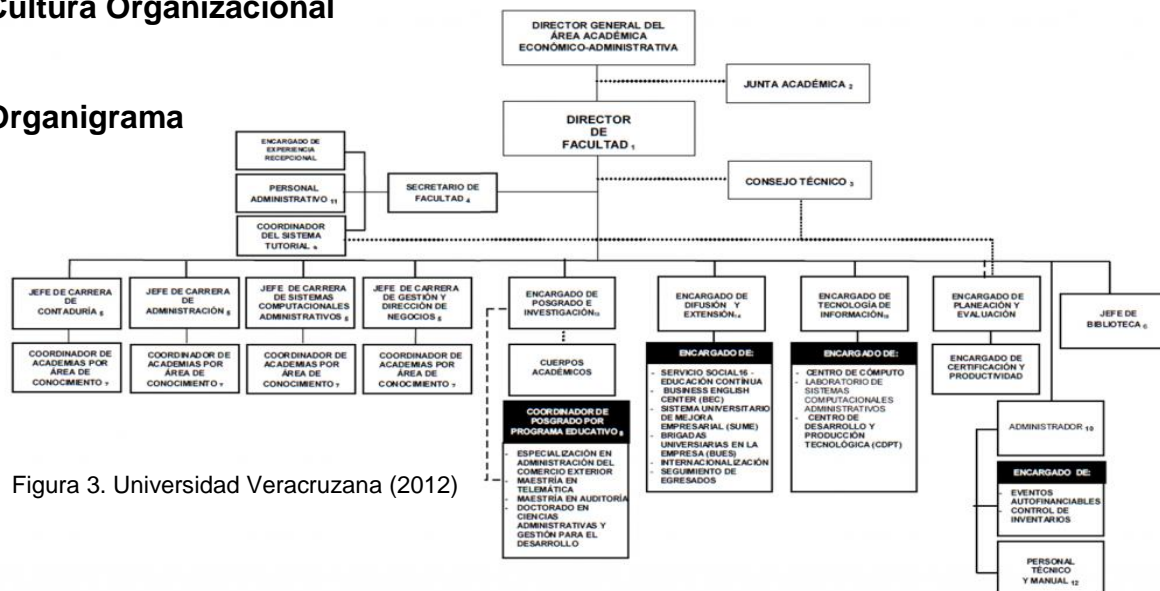 Cultura Organizacional
Organigrama
DIRECTOR GENERAL DEL
ÁREA ACADÉMICA
ECONÓMICO-ADMINISTRATIVA
JUNTA ACADÉMICA 2
DIRECTOR
DE
FACULTAD 1
CONSEJO TÉCNICO 3
SECRETARIO DE
FACULTAD 4
ENCARGADO DE
EXPERIENCIA
RECEPCIONAL
PERSONAL
ADMINISTRATIVO 11
COORDINADOR
DEL SISTEMA
TUTORIAL
JEFE DE CARRERA
DE
CONTADURÍA 5
COORDINADOR DE
ACADEMIAS POR
ÁREA DE
CONOCIMIENTO 7
JEFE DE CARRERA
DE
ADMINISTRACIÓN 5
COORDINADOR DE
ACADEMIAS POR
ÁREA DE
CONOCIMIENTO 7
JEFE DE CARRERA
DE SISTEMAS
COMPUTACIONALES
ADMINISTRATIVOS 5
COORDINADOR DE
ACADEMIAS POR
ÁREA DE
CONOCIMIENTO 7
JEFE DE CARRERA
DE GESTIÓN Y
DIRECCIÓN DE
NEGOCIOS 5
COORDINADOR DE
ACADEMIAS POR
ÁREA DE
CONOCIMIENTO 7
ENCARGADO DE
POSGRADO E
INVESTIGACIÓN
CUERPOS
ACADÉMICOS
COORDINADOR DE
POSGRADO POR
PROGRAMA EDUCATIVO 8
- ESPECIALIZACIÓN EN
ADMINISTRACIÓN DEL
COMERCIO EXTERIOR
- MAESTRÍA EN
TELEMÁTICA
- MAESTRÍA EN AUDITORÍA
- DOCTORADO EN
CIENCIAS
ADMINISTRATIVAS Y
GESTIÓN PARA EL
DESARROLLO
ENCARGADO DE
DIFUSIÓN Y
EXTENSIÓN 14
ENCARGADO DE:
- SERVICIO SOCIAL16 -
EDUCACIÓN CONTÍNUA
- BUSINESS ENGLISH
CENTER (BEC)
- SISTEMA UNIVERSITARIO
DE MEJORA
EMPRESARIAL (SUME)
- BRIGADAS
UNIVERSIARIAS EN LA
EMPRESA (BUES)
- INTERNACIONALIZACIÓN
- SEGUIMIENTO DE
EGRESADOS
ENCARGADO DE
TECNOLOGÍA DE
INFORMACIÓN
ENCARGADO DE:
- CENTRO DE CÓMPUTO
- LABORATORIO DE
SISTEMAS
COMPUTACIONALES
ADMINISTRATIVOS
- CENTRO DE
DESARROLLO Y
PRODUCCIÓN
TECNOLÓGICA (CDPT)
ENCARGADO DE
PLANEACIÓN Y
EVALUACIÓN
ENCARGADO DE
CERTIFICACIÓN Y
PRODUCTIVIDAD
JEFE DE
BIBLIOTECA 6
ADMINISTRADOR 10
ENCARGADO DE:
- EVENTOS
AUTOFINANCIABLES
- CONTROL DE
INVENTARIOS
PERSONAL
TÉCNICO
Y MANUAL 12
Figura 3. Universidad Veracruzana (2012)